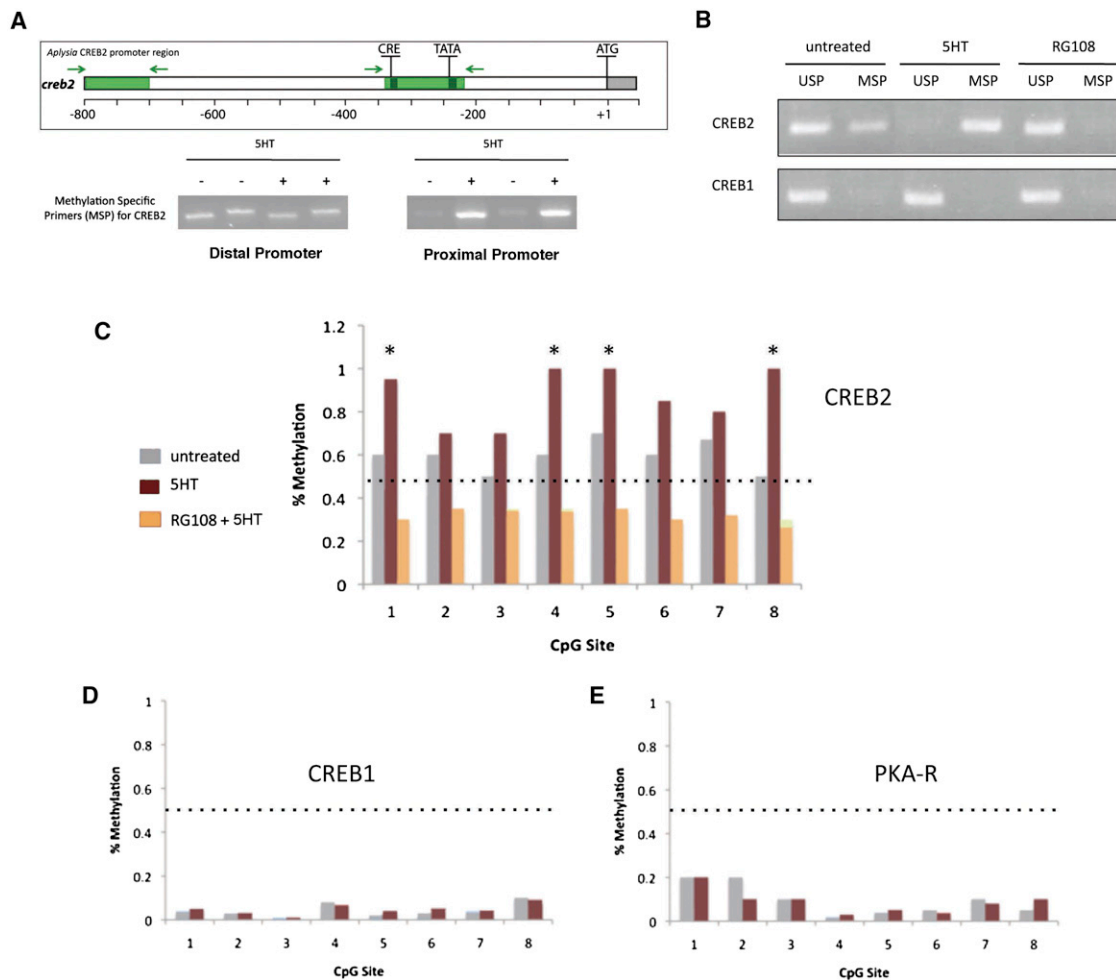 A
Aplysia CREB2 promoter region
CRE TATA ATG
creb2
-800 -600 -400 -200 +1
5HT 5HT
- - + + - + - +
Methylation Specific
Primers (MSP) for CREB2
Distal Promoter Proximal Promoter
B
untreated 5HT RG108
USP MSP USP MSP USP MSP
CREB2
CREB1
C
CREB2
% Methylation
1.2
1
0.8
0.6
0.4
0.2
0
* * * *
untreated
5HT
RG108 + 5HT
1 2 3 4 5 6 7 8
CpG Site
D
CREB1
% Methylation
1
0.8
0.6
0.4
0.2
0
1 2 3 4 5 6 7 8
CpG Site
E
PKA-R
% Methylation
1
0.8
0.6
0.4
0.2
0
1 2 3 4 5 6 7 8
CpG Site